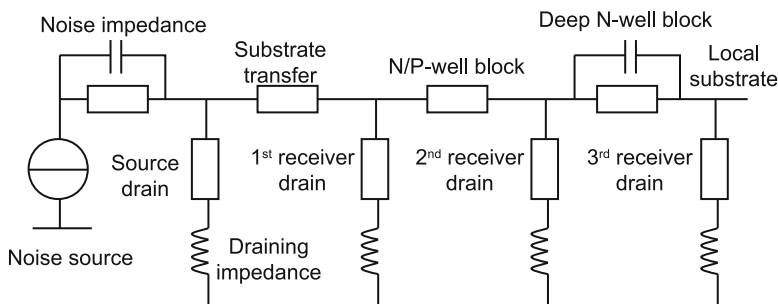 Noise impedance
Substrate
transfer
N/P-well block
Deep N-well block
Local
substrate
Source
drain
1st receiver
drain
2nd receiver
drain
3rd receiver
drain
Noise source
Draining
impedance